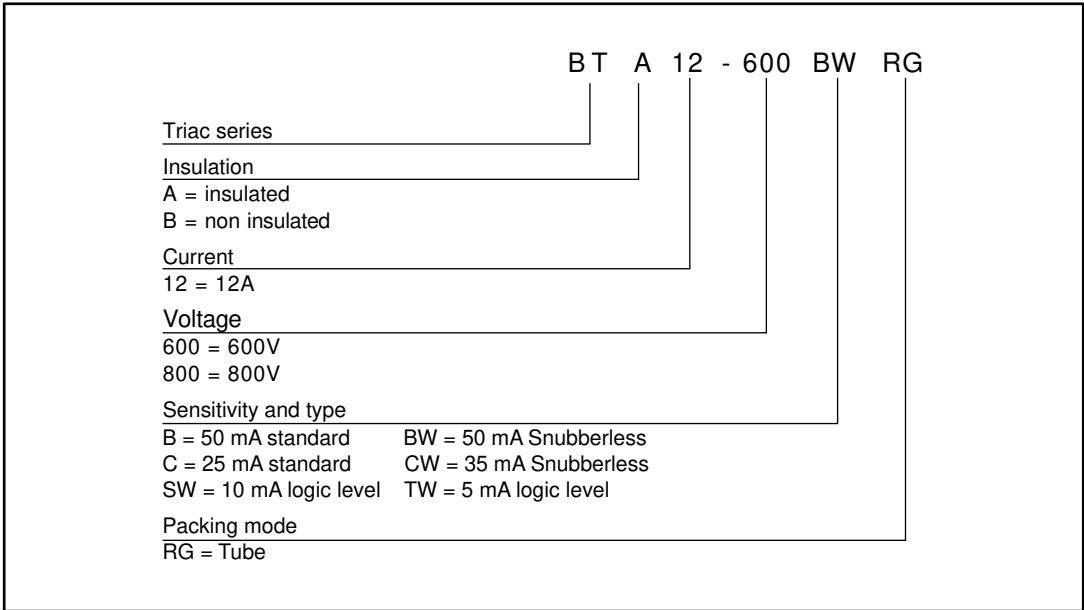 BT A 12 - 600 BW RG
Triac series
Insulation
A = insulated
B = non insulated
Current
12 = 12A
Voltage
600 = 600V
800 = 800V
Sensitivity and type
B = 50 mA standard BW = 50 mA Snubberless
C = 25 mA standard CW = 35 mA Snubberless
SW = 10 mA logic level TW = 5 mA logic level
Packing mode
RG = Tube